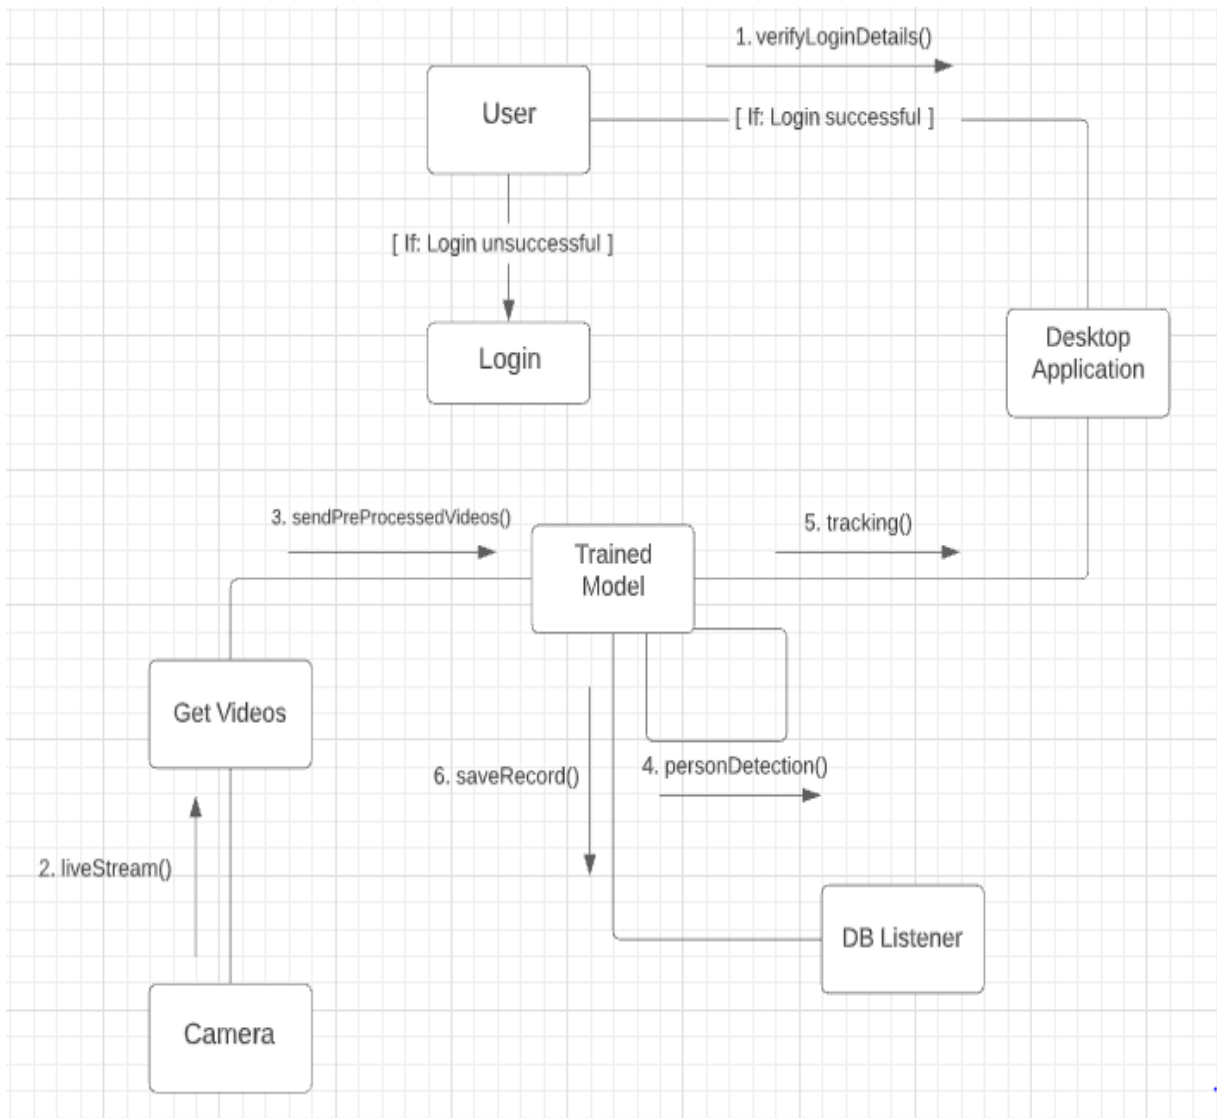 1. verifyLoginDetails()
User
[ If: Login successful ]
[ If: Login unsuccessful ]
Login
Desktop
Application
3. sendPreProcessedVideos()
Trained
Model
5. tracking()
Get Videos
6. saveRecord()
4. personDetection()
2. liveStream()
DB Listener
Camera